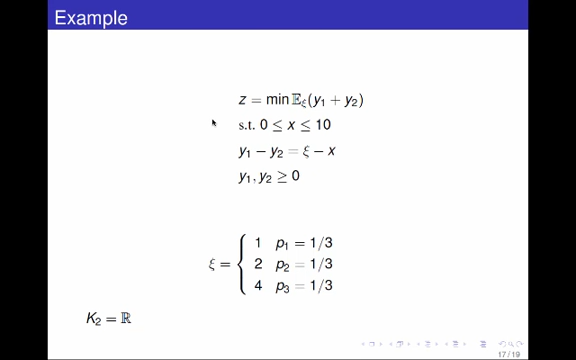 Example
z = min 𝔼_ξ(y₁ + y₂)
s.t. 0 ≤ x ≤ 10
y₁ − y₂ = ξ − x
y₁, y₂ ≥ 0
1 p₁ = 1/3
ξ = { 2 p₂ = 1/3
4 p₃ = 1/3
K₂ = ℝ
17 / 19